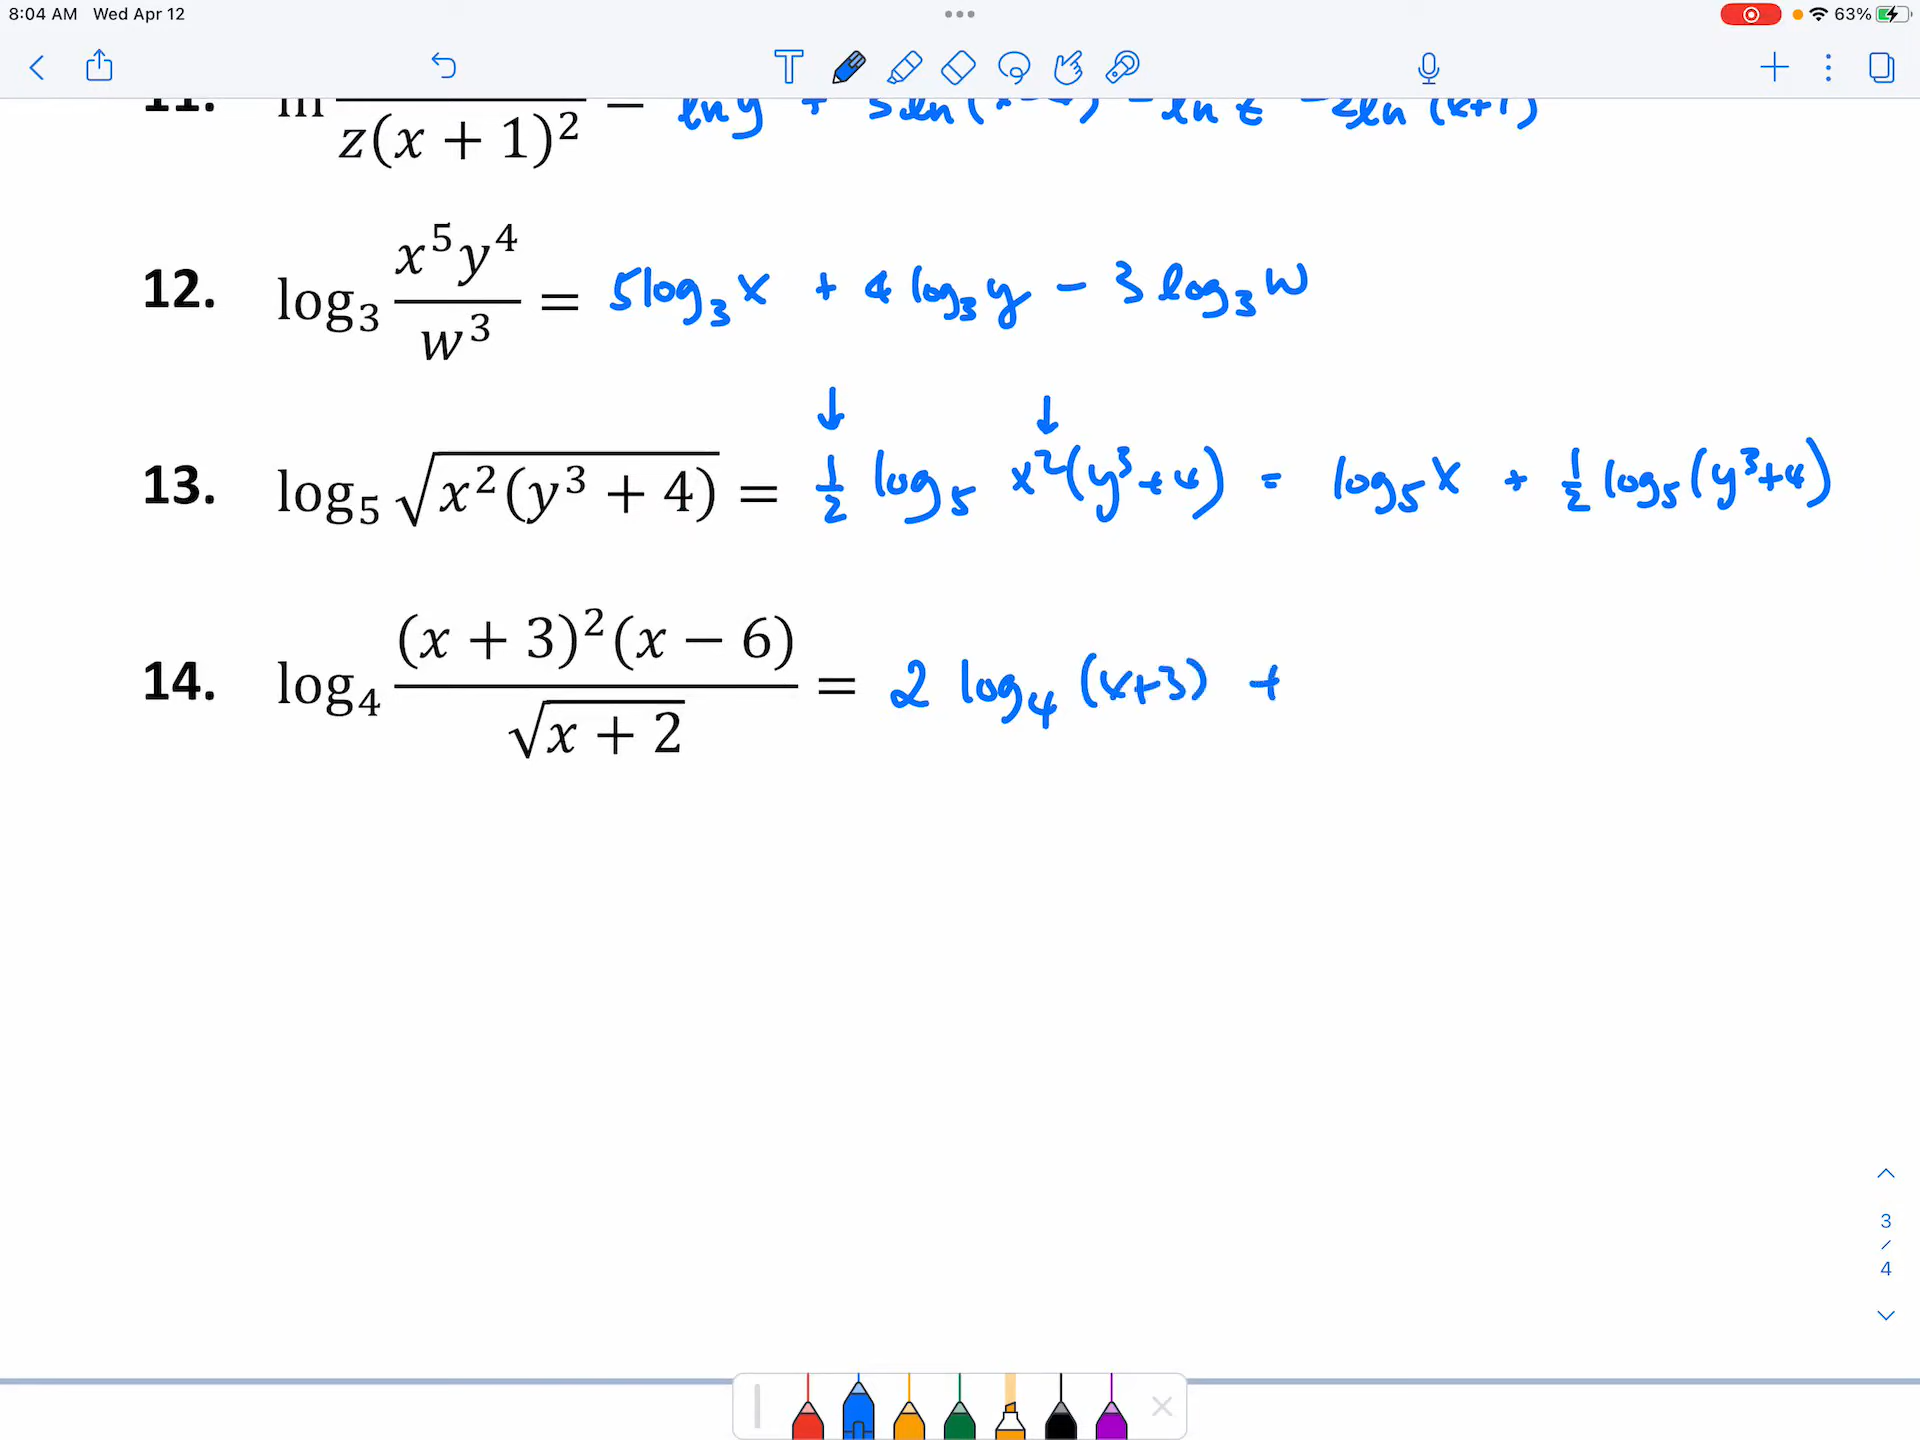 8:04 AM Wed Apr 12 63%
z(x + 1)² ln y + ln ( ) − ln z − 2ln (x+1)
12. log₃ x⁵y⁴ / w³ = 5log₃x + 4 log₃y − 3 log₃w
13. log₅ √(x²(y³ + 4)) = ½ log₅ x²(y³+4) = log₅x + ½ log₅(y³+4)
14. log₄ (x + 3)²(x − 6) / √(x + 2) = 2 log₄ (x+3) +
3
/
4